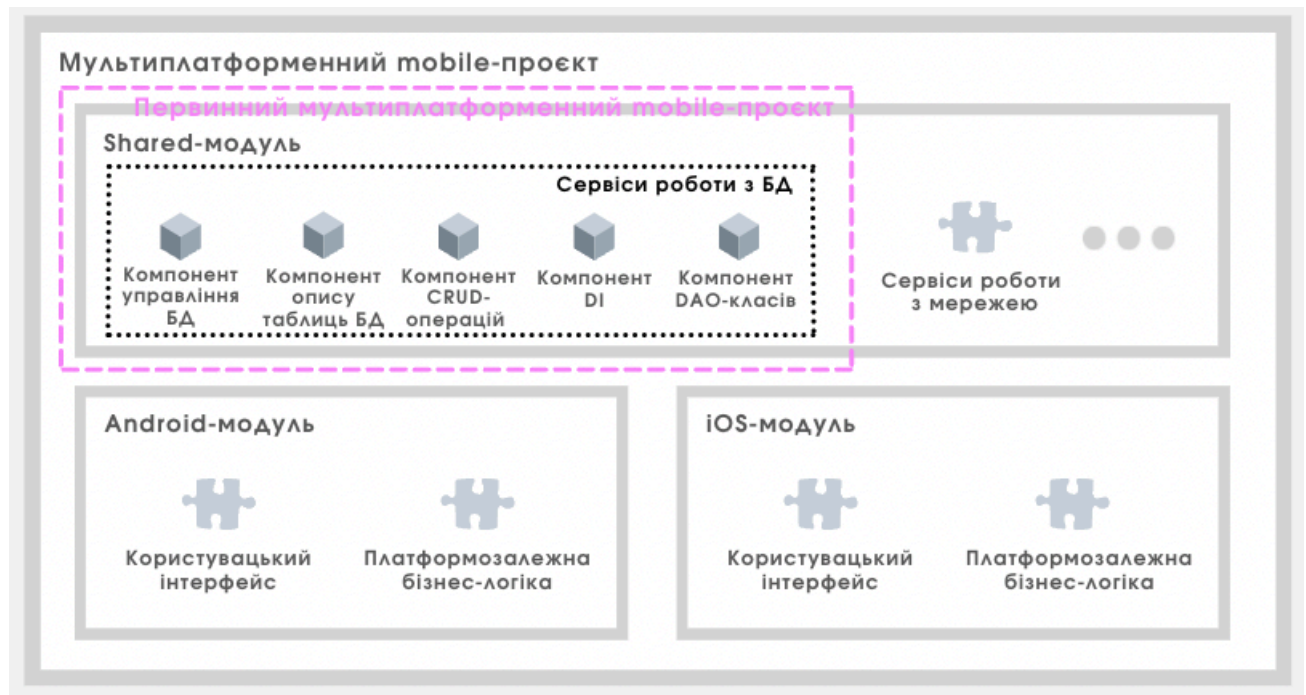 Мультиплатформенний mobile-проєкт
Первинний мультиплатформенний mobile-проєкт
Shared-модуль
Сервіси роботи з БД
Компонент
управління
БД
Компонент
опису
таблиць БД
Компонент
CRUD-
операцій
Компонент
DI
Компонент
DAO-класів
Сервіси роботи
з мережею
Android-модуль
Користувацький
інтерфейс
Платформозалежна
бізнес-логіка
iOS-модуль
Користувацький
інтерфейс
Платформозалежна
бізнес-логіка